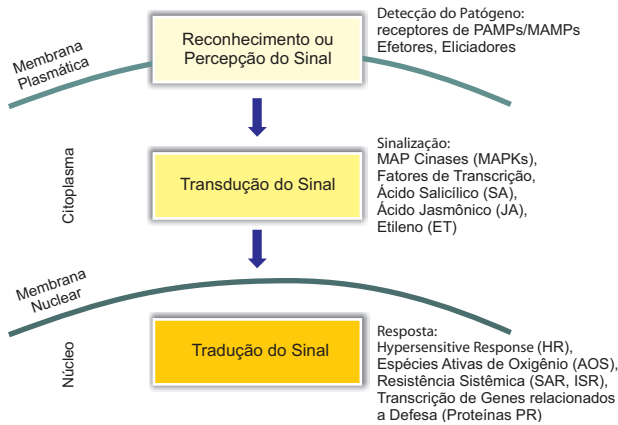 Membrana
Plasmática
Reconhecimento ou
Percepção do Sinal
Detecção do Patógeno:
receptores de PAMPs/MAMPs
Efetores, Eliciadores
Citoplasma
Transdução do Sinal
Sinalização:
MAP Cinases (MAPKs),
Fatores de Transcrição,
Ácido Salicílico (SA),
Ácido Jasmônico (JA),
Etileno (ET)
Membrana
Nuclear
Núcleo
Tradução do Sinal
Resposta:
Hypersensitive Response (HR),
Espécies Ativas de Oxigênio (AOS),
Resistência Sistêmica (SAR, ISR),
Transcrição de Genes relacionados
a Defesa (Proteínas PR)